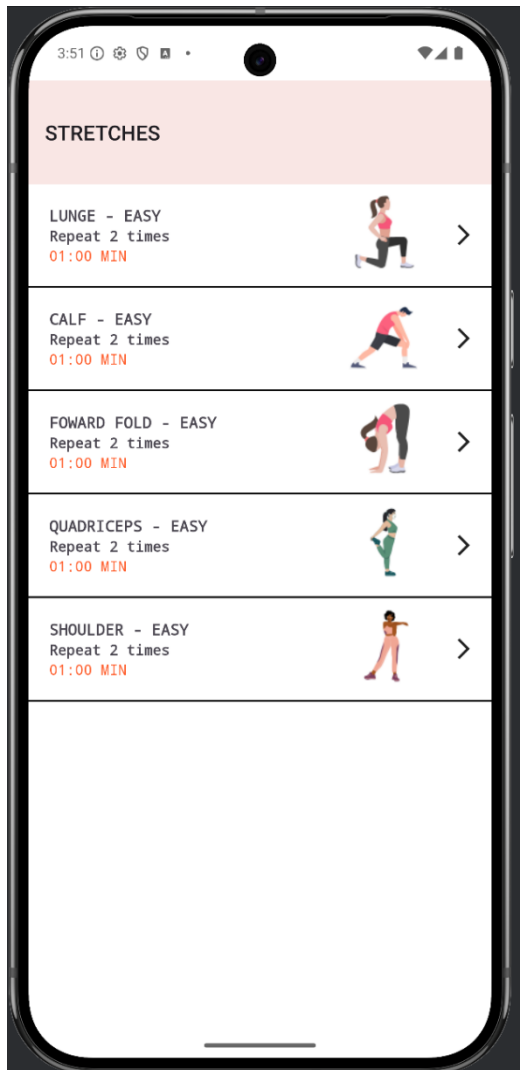 3:51
STRETCHES
LUNGE - EASY
Repeat 2 times
01:00 MIN
CALF - EASY
Repeat 2 times
01:00 MIN
FOWARD FOLD - EASY
Repeat 2 times
01:00 MIN
QUADRICEPS - EASY
Repeat 2 times
01:00 MIN
SHOULDER - EASY
Repeat 2 times
01:00 MIN